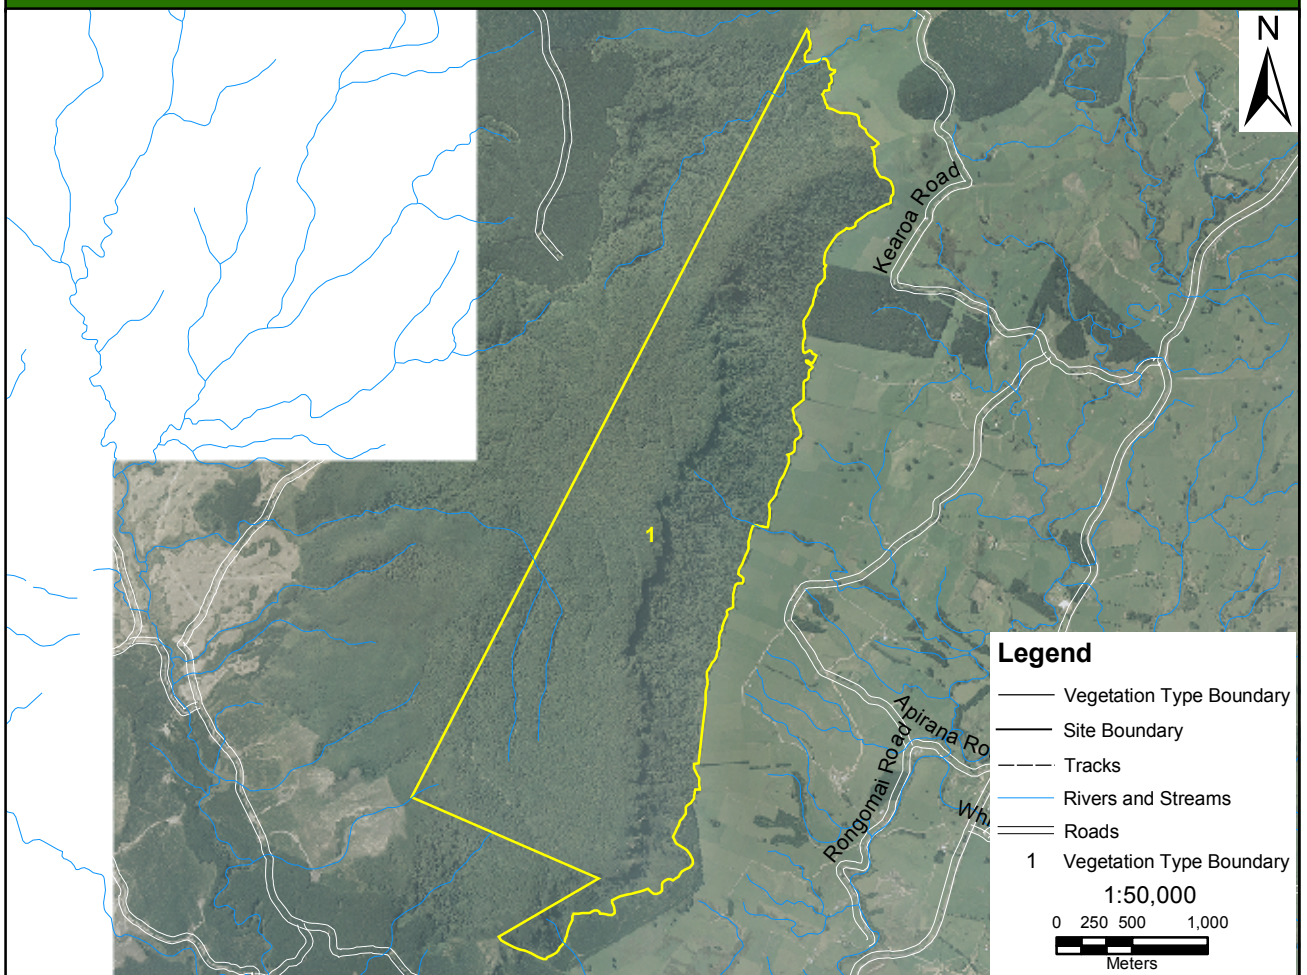 N
Kearoa Road
1
Apirana Ro
Rongomai Road
Whi
Legend
Vegetation Type Boundary
Site Boundary
Tracks
Rivers and Streams
Roads
1 Vegetation Type Boundary
1:50,000
0 250 500 1,000
Meters